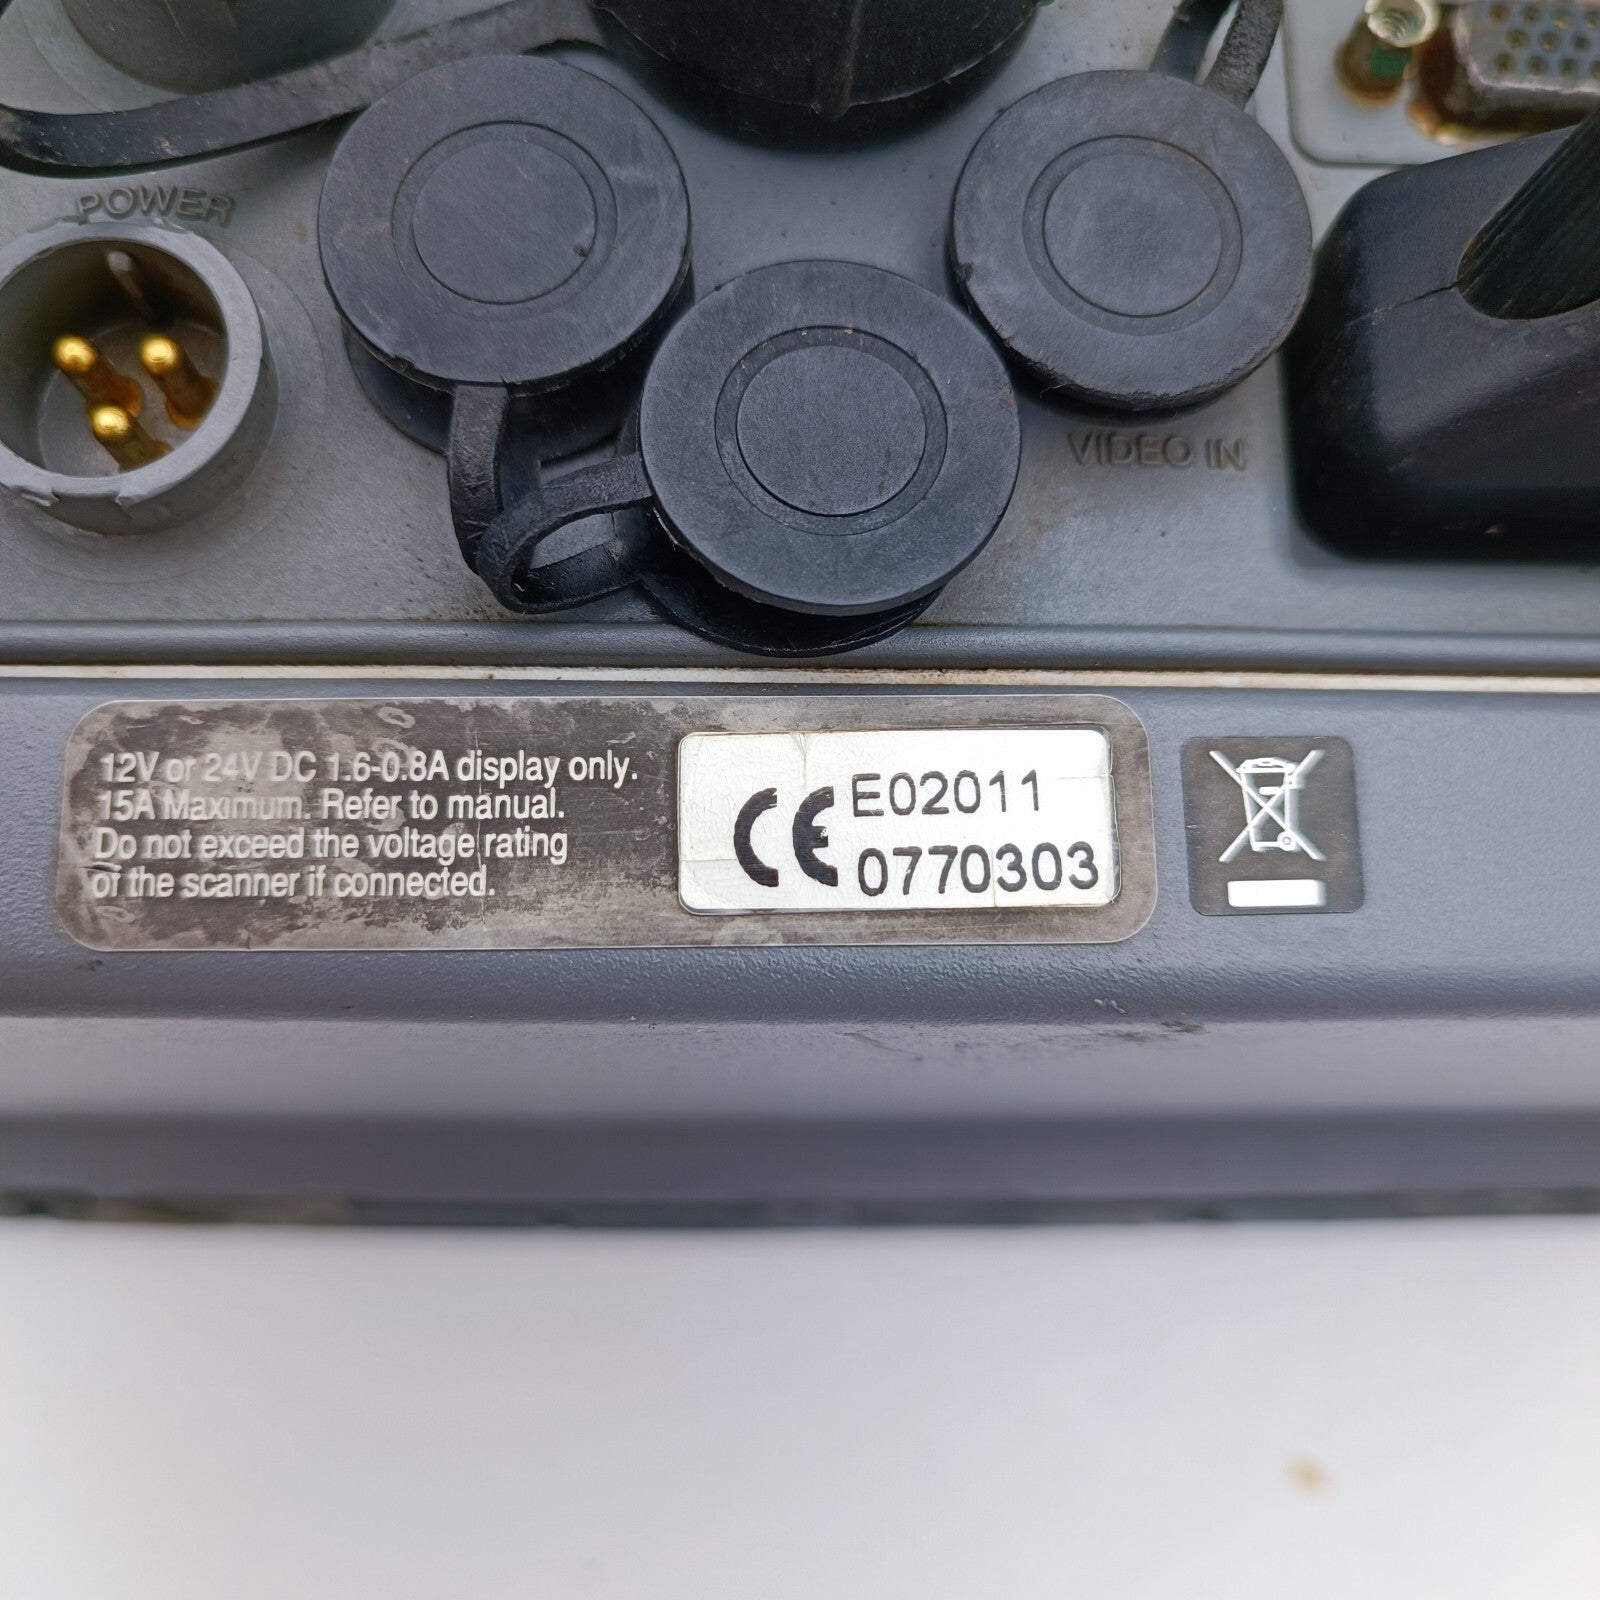 POWER
VIDEO IN
12V or 24V DC 1.6-0.8A display only.
15A Maximum. Refer to manual.
Do not exceed the voltage rating
of the scanner if connected.
CE E02011
0770303